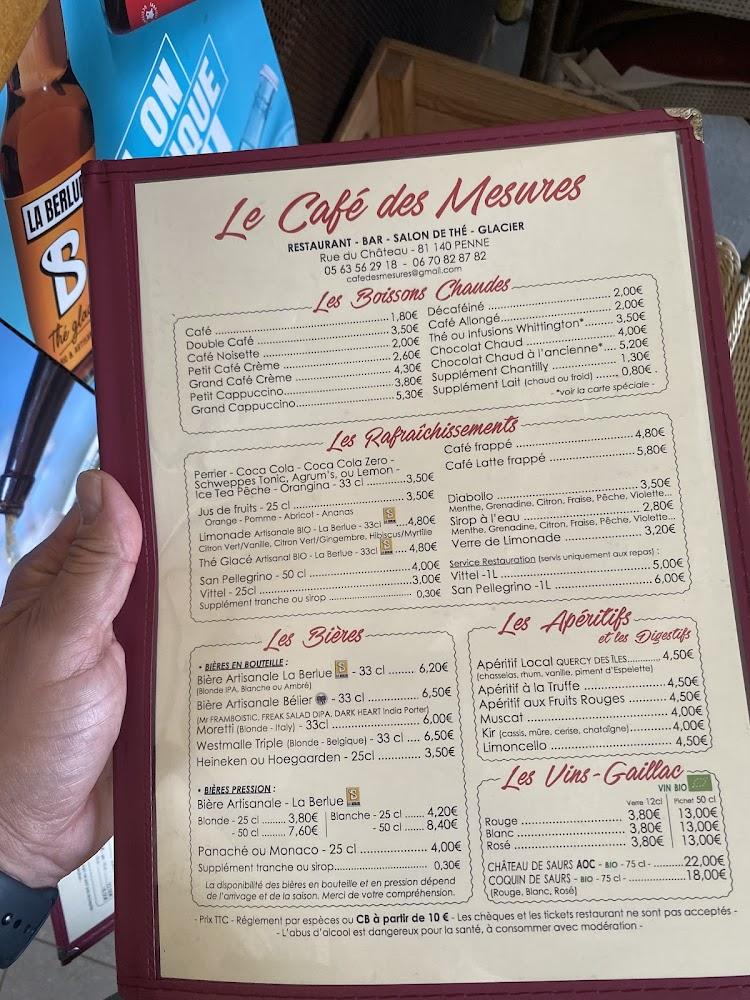 ON
IQUE
LA BERLU
S
Thé gla
Le Café des Mesures
RESTAURANT - BAR - SALON DE THÉ - GLACIER
Rue du Château - 81 140 PENNE
05 63 56 29 18 - 06 70 82 87 82
cafedesmesures@gmail.com
Les Boissons Chaudes
Café 1,80€
Double Café 3,50€
Café Noisette 2,00€
Petit Café Crème 2,60€
Grand Café Crème 4,30€
Petit Cappuccino 3,80€
Grand Cappuccino 5,30€
Décaféiné 2,00€
Café Allongé 2,00€
Thé ou Infusions Whittington* 3,50€
Chocolat Chaud 4,00€
Chocolat Chaud à l'ancienne* 5,20€
Supplément Chantilly 1,30€
Supplément Lait (chaud ou froid) 0,80€
- *voir la carte spéciale -
Les Rafraîchissements
Perrier - Coca Cola - Coca Cola Zero -
Schweppes Tonic, Agrum's, ou Lemon -
Ice Tea Pêche - Orangina - 33 cl 3,50€
Jus de fruits - 25 cl 3,50€
Orange - Pomme - Abricot - Ananas
Limonade Artisanale BIO - La Berlue - 33cl 4,80€
Citron Vert/Vanille, Citron Vert/Gingembre, Hibiscus/Myrtille
Thé Glacé Artisanal BIO - La Berlue - 33cl 4,80€
San Pellegrino - 50 cl 4,00€
Vittel - 25cl 3,00€
Supplément tranche ou sirop 0,30€
Café frappé 4,80€
Café Latte frappé 5,80€
Diabollo 3,50€
Menthe, Grenadine, Citron, Fraise, Pêche, Violette...
Sirop à l'eau 2,80€
Menthe, Grenadine, Citron, Fraise, Pêche, Violette...
Verre de Limonade 3,20€
Service Restauration (servis uniquement aux repas) :
Vittel -1L 5,00€
San Pellegrino -1L 6,00€
Les Bières
• BIÈRES EN BOUTEILLE :
Bière Artisanale La Berlue - 33 cl 6,20€
(Blonde IPA, Blanche ou Ambré)
Bière Artisanale Bélier - 33 cl 6,50€
(Mr FRAMBOISTIC, FREAK SALAD DIPA, DARK HEART India Porter)
Moretti (Blonde - Italy) - 33cl 6,00€
Westmalle Triple (Blonde - Belgique) - 33 cl 6,50€
Heineken ou Hoegaarden - 25cl 3,50€
• BIÈRES PRESSION :
Bière Artisanale - La Berlue
Blonde - 25 cl 3,80€ | Blanche - 25 cl 4,20€
- 50 cl 7,60€ | - 50 cl 8,40€
Panaché ou Monaco - 25 cl 4,00€
Supplément tranche ou sirop 0,30€
La disponibilité des bières en bouteille et en pression dépend
de l'arrivage et de la saison. Merci de votre compréhension.
Les Apéritifs
et les Digestifs
Apéritif Local QUERCY DES ÎLES 4,50€
(chasselas, rhum, vanille, piment d'Espelette)
Apéritif à la Truffe 4,50€
Apéritif aux Fruits Rouges 4,50€
Muscat 4,00€
Kir (cassis, mûre, cerise, chataîgne) 4,00€
Limoncello 4,50€
Les Vins-Gaillac
VIN BIO
Verre 12cl | Pichet 50 cl
Rouge 3,80€ | 13,00€
Blanc 3,80€ | 13,00€
Rosé 3,80€ | 13,00€
CHÂTEAU DE SAURS AOC - BIO - 75 cl - 22,00€
COQUIN DE SAURS - BIO - 75 cl - 18,00€
(Rouge, Blanc, Rosé)
- Prix TTC - Réglement par espèces ou CB à partir de 10 € - Les chèques et les tickets restaurant ne sont pas acceptés -
- L'abus d'alcool est dangereux pour la santé, à consommer avec modération -